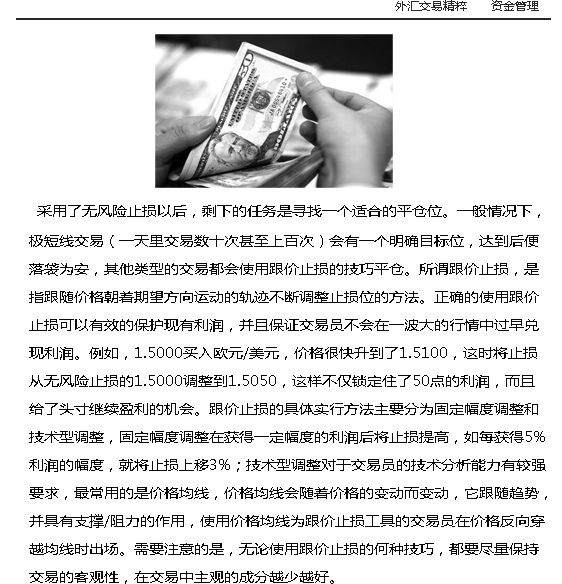 外汇交易精粹 资金管理
采用了无风险止损以后，剩下的任务是寻找一个适合的平仓位。一般情况下，
极短线交易（一天里交易数十次甚至上百次）会有一个明确目标位，达到后便
落袋为安，其他类型的交易都会使用跟价止损的技巧平仓。所谓跟价止损，是
指跟随价格朝着期望方向运动的轨迹不断调整止损位的方法。正确的使用跟价
止损可以有效的保护现有利润，并且保证交易员不会在一波大的行情中过早兑
现利润。例如，1.5000买入欧元/美元，价格很快升到了1.5100，这时将止损
从无风险止损的1.5000调整到1.5050，这样不仅锁定住了50点的利润，而且
给了头寸继续盈利的机会。跟价止损的具体实行方法主要分为固定幅度调整和
技术型调整，固定幅度调整在获得一定幅度的利润后将止损提高，如每获得5%
利润的幅度，就将止损上移3%；技术型调整对于交易员的技术分析能力有较强
要求，最常用的是价格均线，价格均线会随着价格的变动而变动，它跟随趋势，
并具有支撑/阻力的作用，使用价格均线为跟价止损工具的交易员在价格反向穿
越均线时出场。需要注意的是，无论使用跟价止损的何种技巧，都要尽量保持
交易的客观性，在交易中主观的成分越少越好。